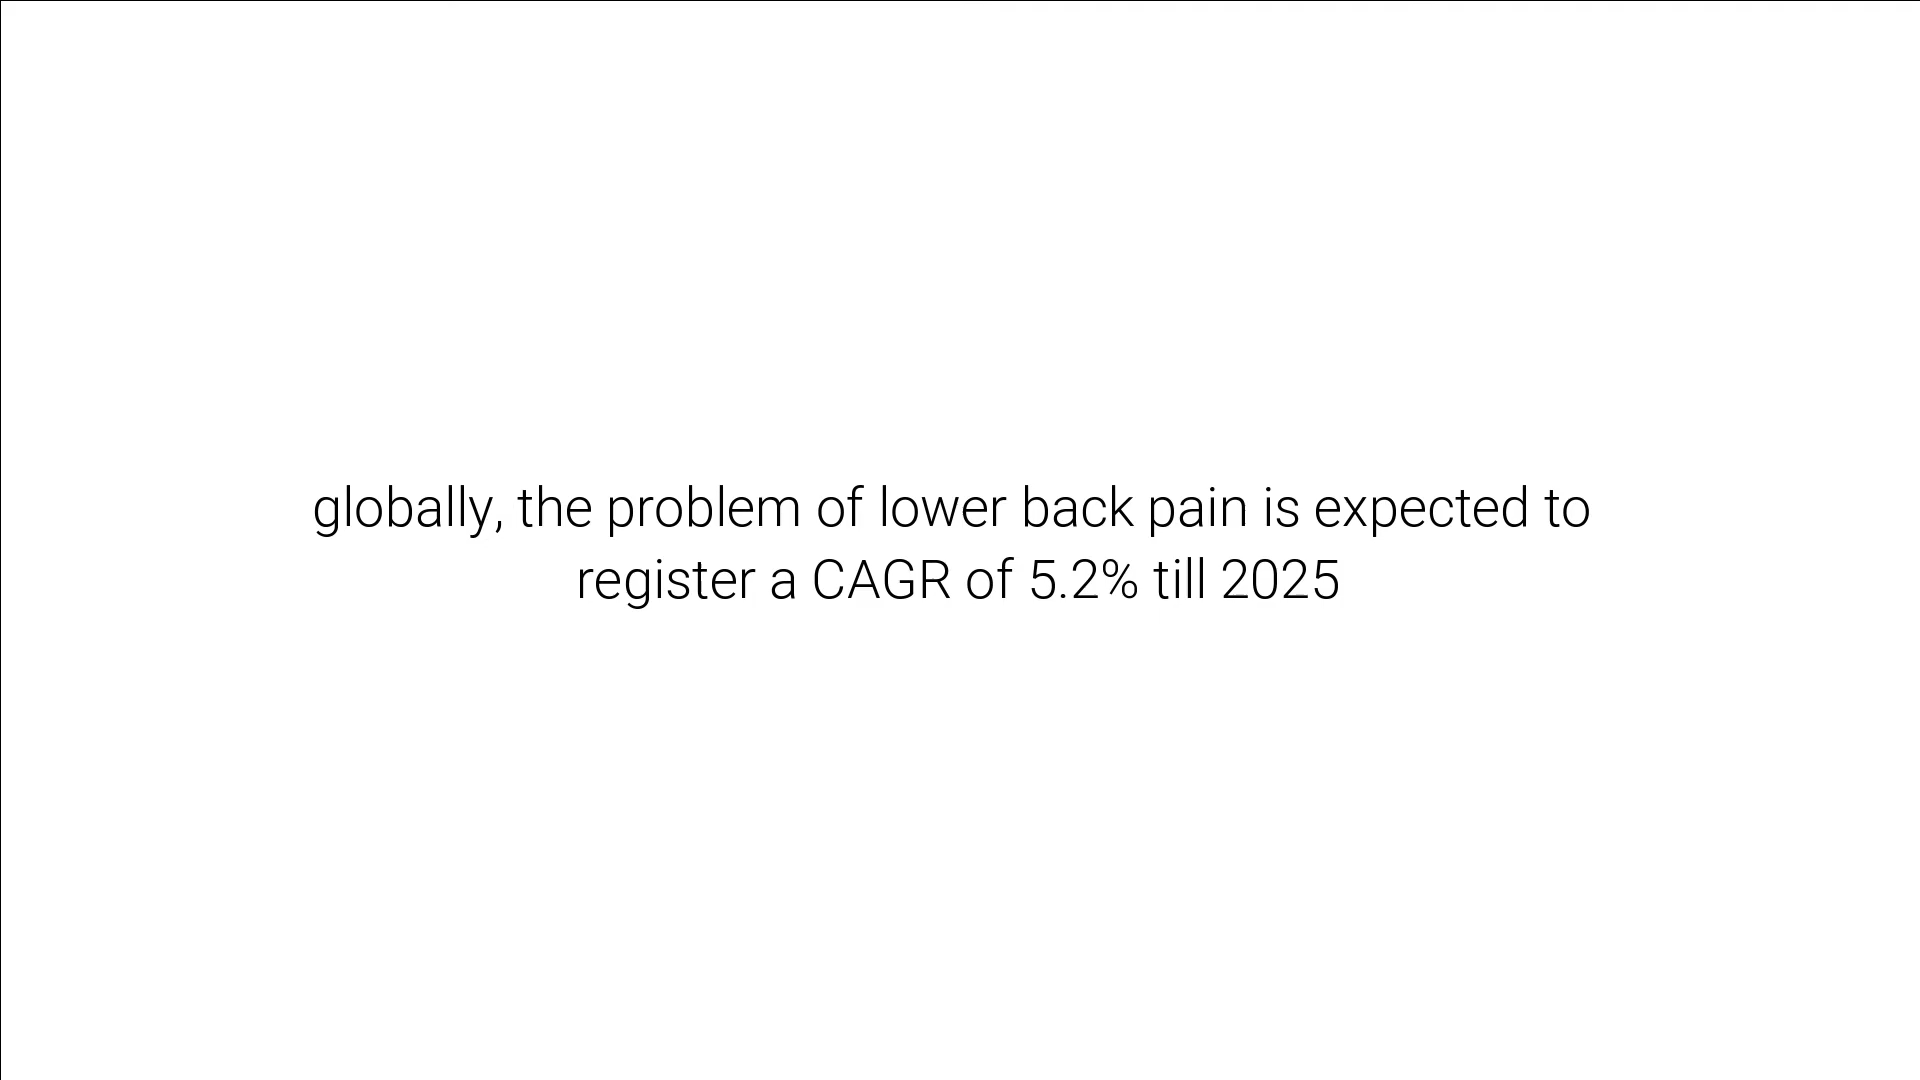 globally, the problem of lower back pain is expected to
register a CAGR of 5.2% till 2025